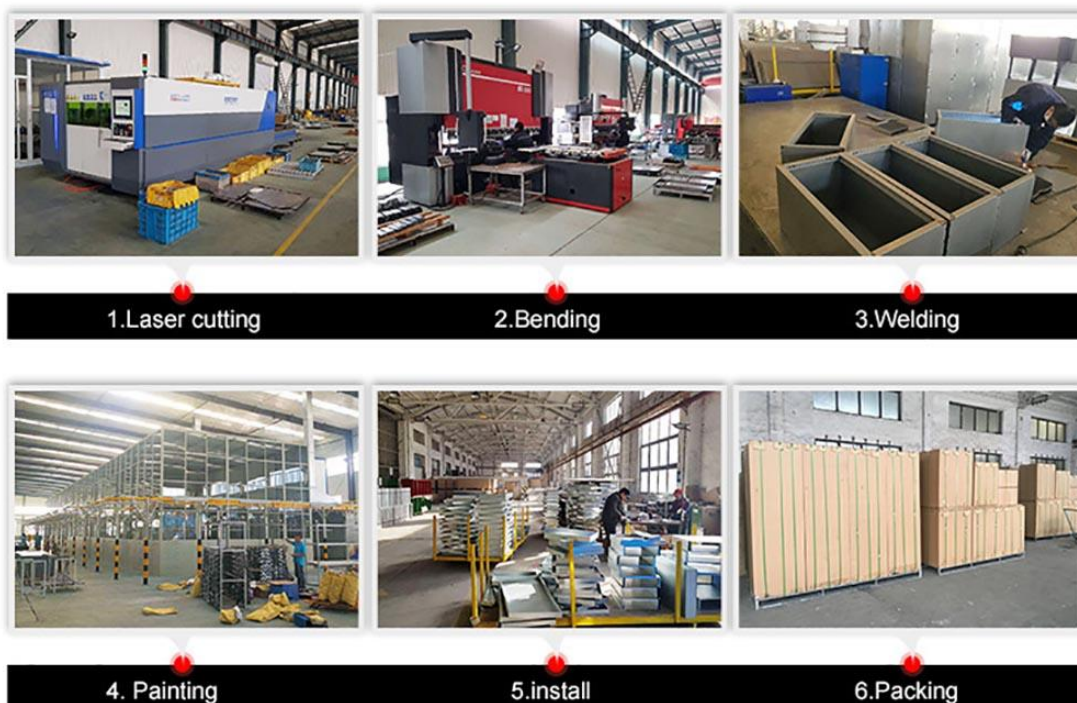 1.Laser cutting
2.Bending
3.Welding
4. Painting
5.install
6.Packing